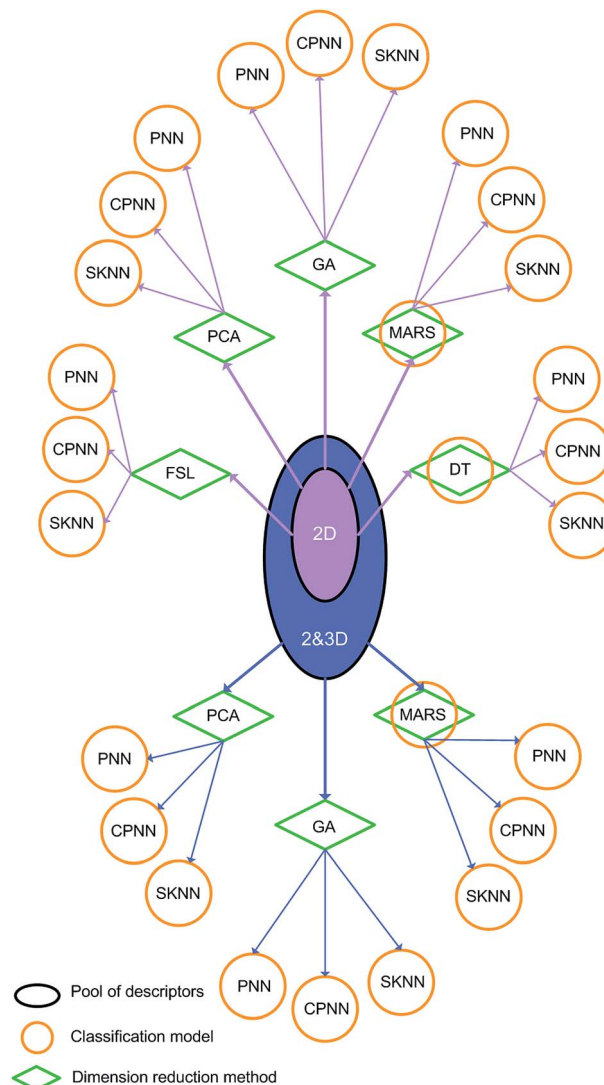 CPNN
PNN
SKNN
PNN
PNN
CPNN
CPNN
SKNN
GA
SKNN
PCA
MARS
PNN
PNN
CPNN
FSL
DT
CPNN
SKNN
SKNN
2D
2&3D
PCA
MARS
PNN
PNN
GA
CPNN
CPNN
SKNN
SKNN
PNN
SKNN
CPNN
Pool of descriptors
Classification model
Dimension reduction method